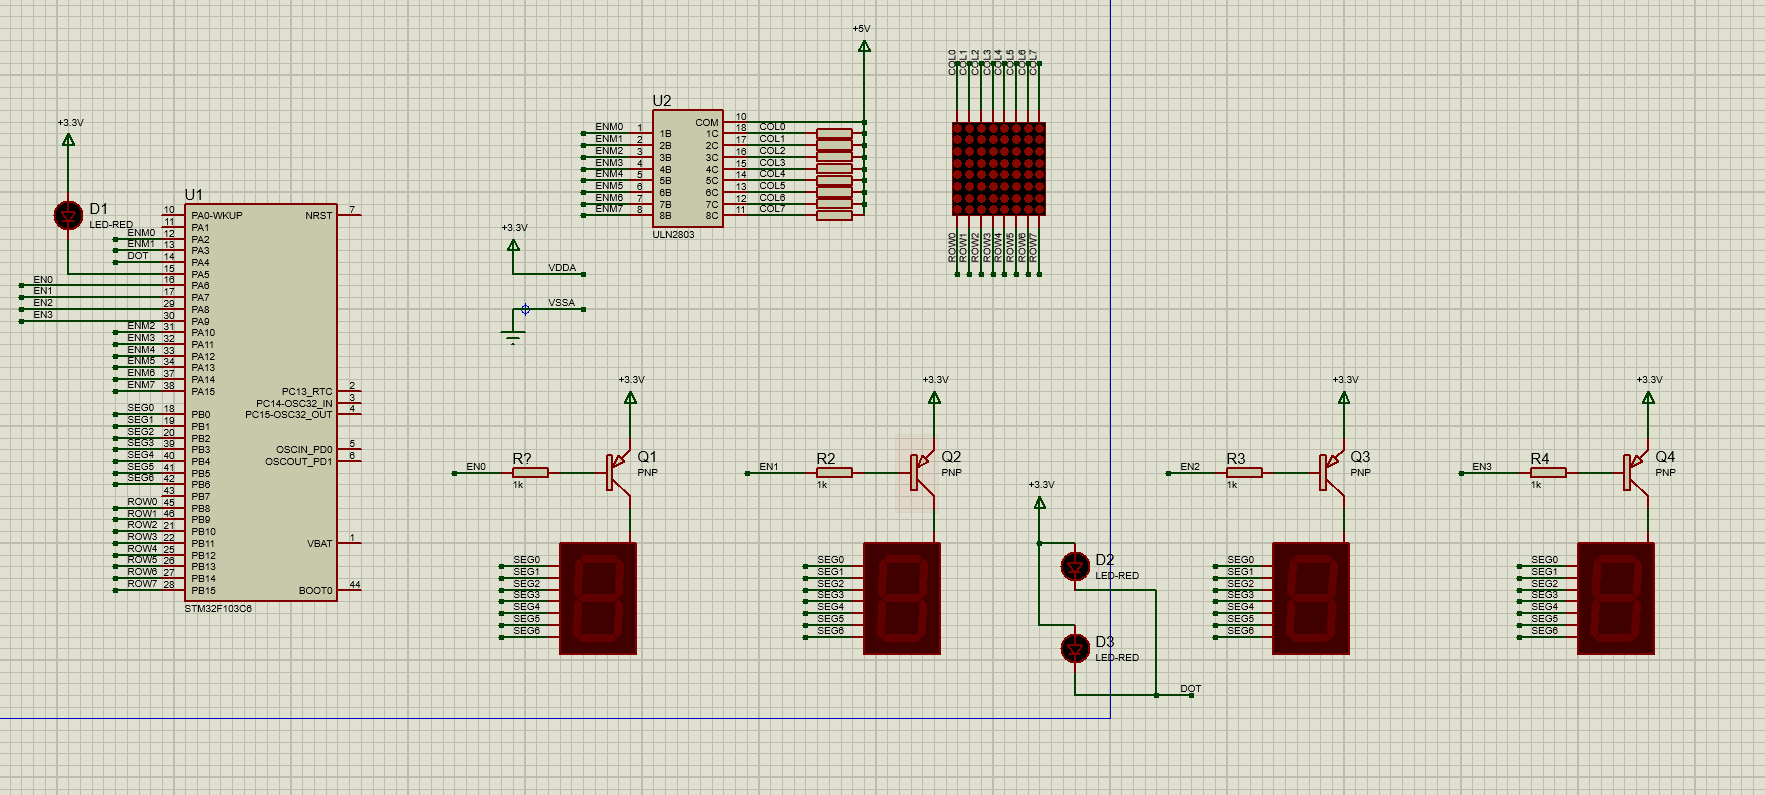 +5V
COL0
COL1
COL2
COL3
COL4
COL5
COL6
COL7
+3.3V
D1
LED-RED
U1
10 PA0-WKUP
11 PA1
ENM0 12 PA2
ENM1 13 PA3
DOT 14 PA4
15 PA5
EN0 16 PA6
EN1 17 PA7
EN2 29 PA8
EN3 30 PA9
ENM2 31 PA10
ENM3 32 PA11
ENM4 33 PA12
ENM5 34 PA13
ENM6 37 PA14
ENM7 38 PA15
SEG0 18 PB0
SEG1 19 PB1
SEG2 20 PB2
SEG3 39 PB3
SEG4 40 PB4
SEG5 41 PB5
SEG6 42 PB6
43 PB7
ROW0 45 PB8
ROW1 46 PB9
ROW2 21 PB10
ROW3 22 PB11
ROW4 25 PB12
ROW5 26 PB13
ROW6 27 PB14
ROW7 28 PB15
NRST 7
PC13_RTC 2
PC14-OSC32_IN 3
PC15-OSC32_OUT 4
OSCIN_PD0 5
OSCOUT_PD1 6
VBAT 1
BOOT0 44
STM32F103C6
U2
COM 10
ENM0 1 1B 1C 18 COL0
ENM1 2 2B 2C 17 COL1
ENM2 3 3B 3C 16 COL2
ENM3 4 4B 4C 15 COL3
ENM4 5 5B 5C 14 COL4
ENM5 6 6B 6C 13 COL5
ENM6 7 7B 7C 12 COL6
ENM7 8 8B 8C 11 COL7
ULN2803
ROW0
ROW1
ROW2
ROW3
ROW4
ROW5
ROW6
ROW7
+3.3V
VDDA
VSSA
+3.3V
EN0
R?
1k
Q1
PNP
SEG0
SEG1
SEG2
SEG3
SEG4
SEG5
SEG6
+3.3V
EN1
R2
1k
Q2
PNP
SEG0
SEG1
SEG2
SEG3
SEG4
SEG5
SEG6
+3.3V
D2
LED-RED
D3
LED-RED
DOT
+3.3V
EN2
R3
1k
Q3
PNP
SEG0
SEG1
SEG2
SEG3
SEG4
SEG5
SEG6
+3.3V
EN3
R4
1k
Q4
PNP
SEG0
SEG1
SEG2
SEG3
SEG4
SEG5
SEG6